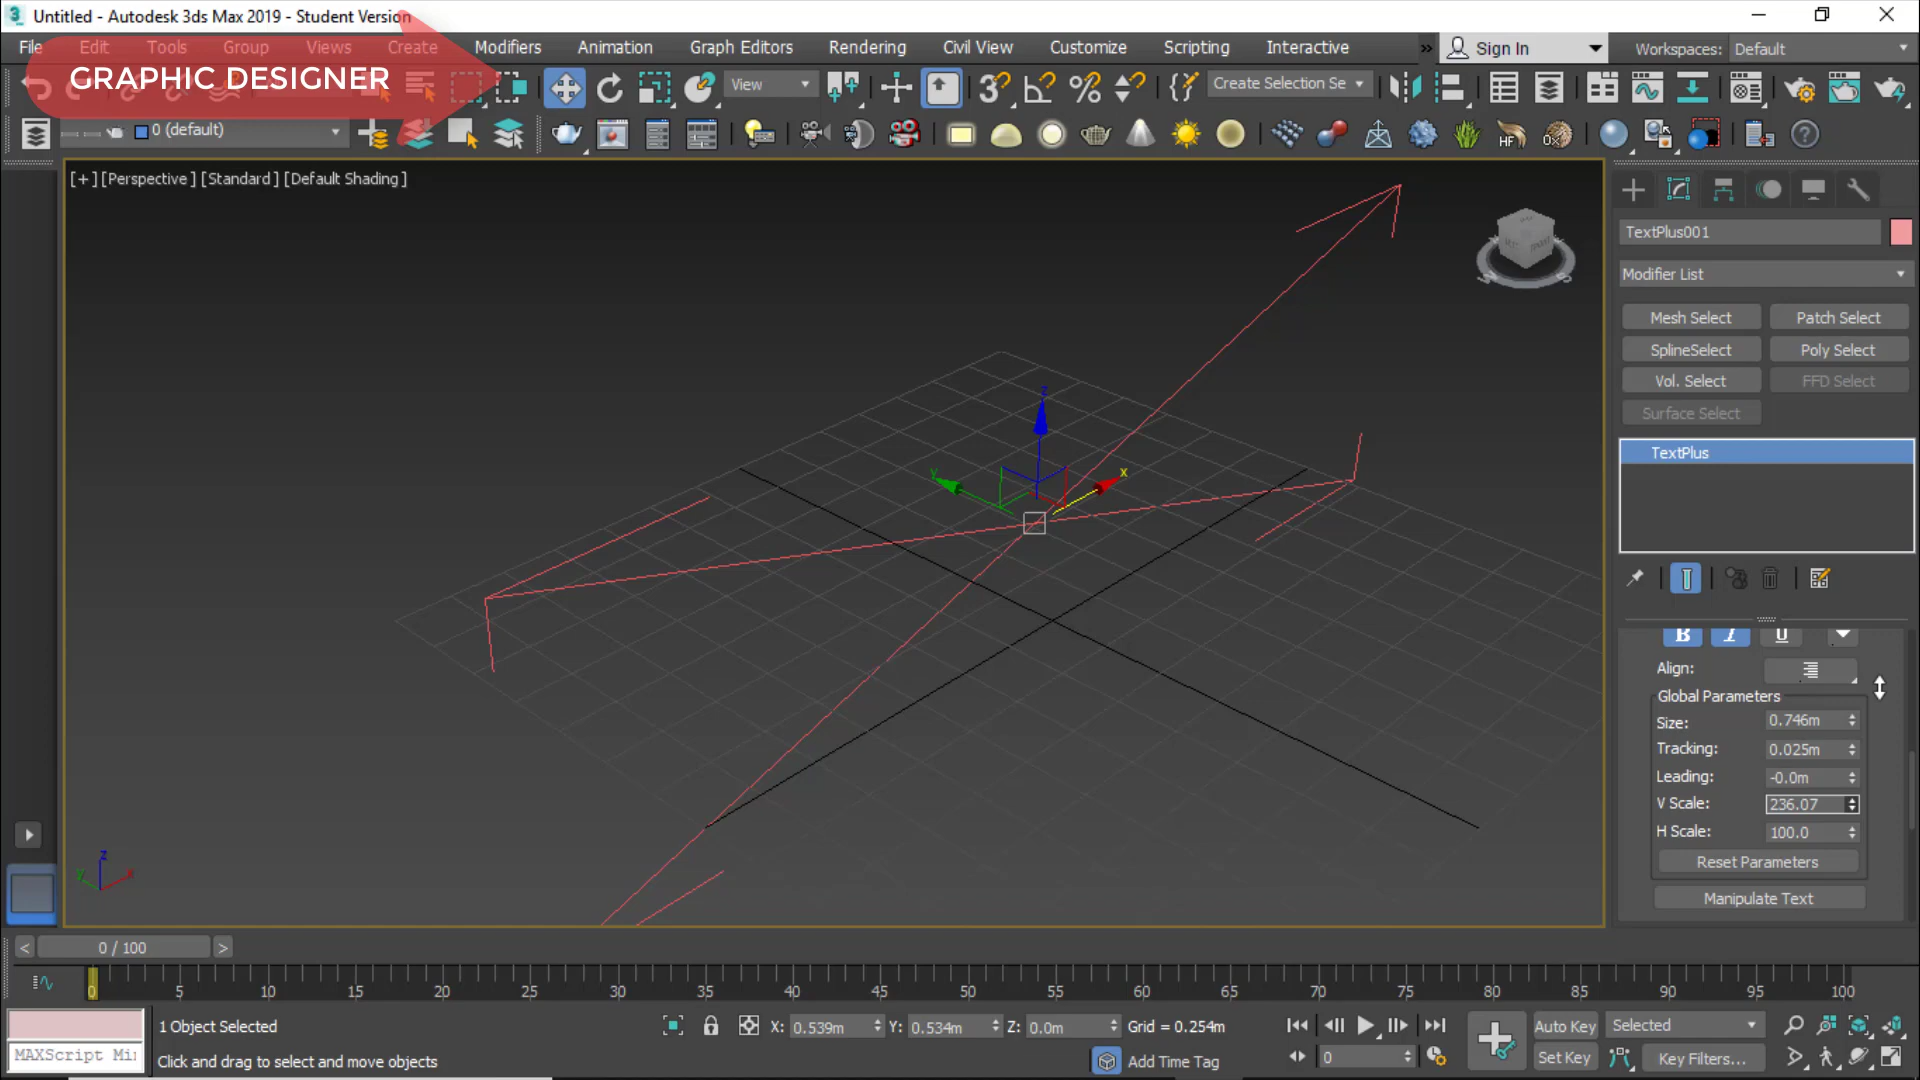 Untitled - Autodesk 3ds Max 2019 - Student Version
File Edit Tools Group Views Create Modifiers Animation Graph Editors Rendering Civil View Customize Scripting Interactive » Sign In Workspaces: Default
GRAPHIC DESIGNER
View
Create Selection Se
0 (default)
[+] [Perspective] [Standard] [Default Shading]
TextPlus001
Modifier List
Mesh Select Patch Select
SplineSelect Poly Select
Vol. Select FFD Select
Surface Select
TextPlus
B I U
Align:
Global Parameters
Size: 0.746m
Tracking: 0.025m
Leading: -0.0m
V Scale: 236.07
H Scale: 100.0
Reset Parameters
Manipulate Text
z
y
x
z
y
x
< 0 / 100 >
0 5 10 15 20 25 30 35 40 45 50 55 60 65 70 75 80 85 90 95 100
1 Object Selected
X: 0.539m Y: 0.534m Z: 0.0m Grid = 0.254m
Auto Key Selected
MAXScript Mi
Click and drag to select and move objects
Add Time Tag
0
Set Key Key Filters...